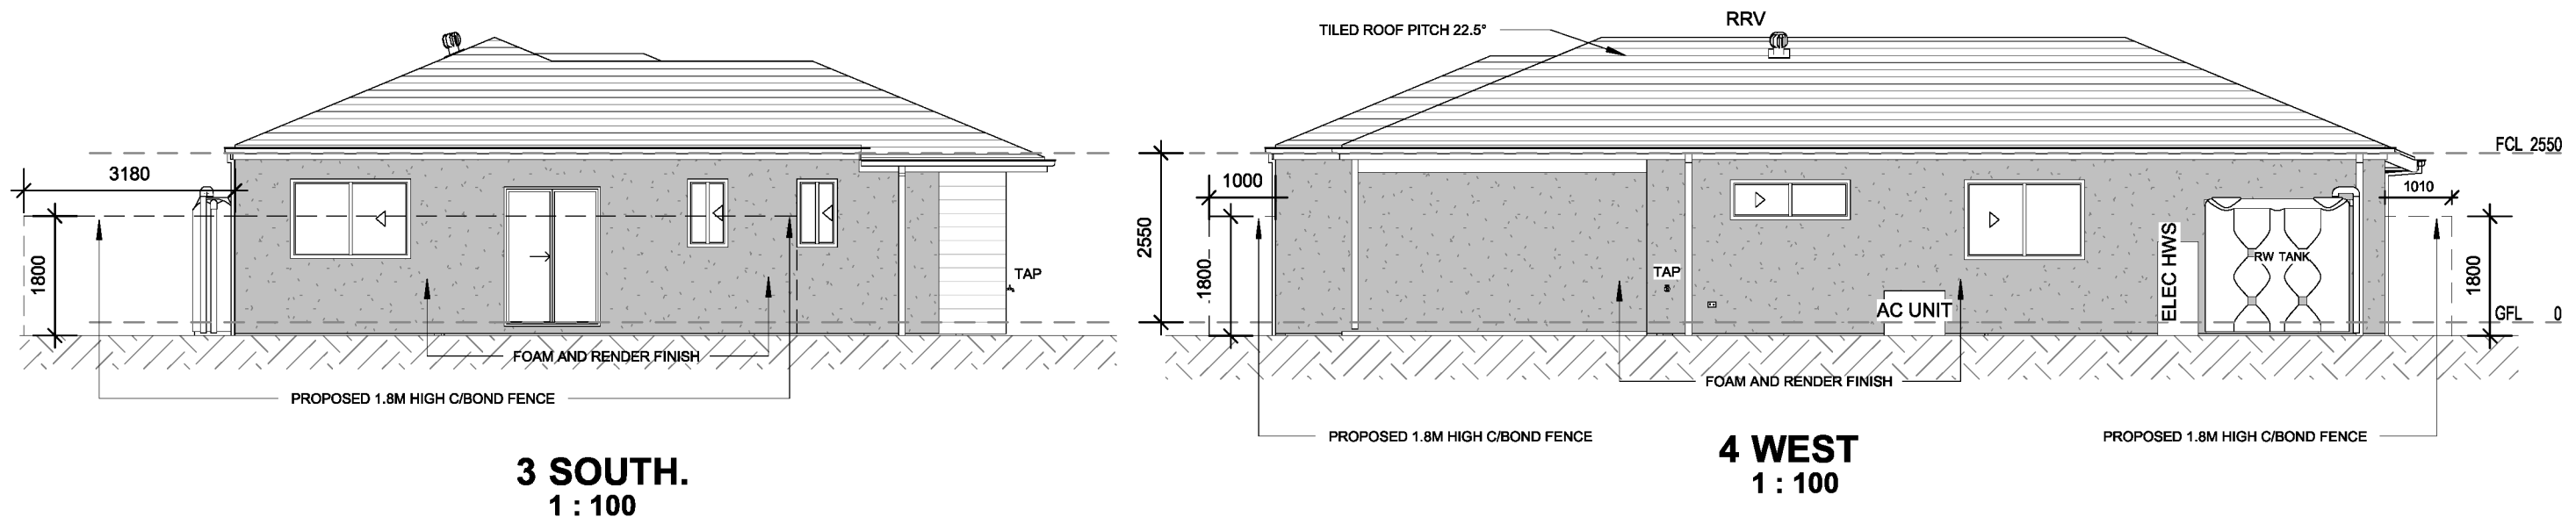 3180
1800
TAP
FOAM AND RENDER FINISH
PROPOSED 1.8M HIGH C/BOND FENCE
3 SOUTH.
1 : 100
TILED ROOF PITCH 22.5°
RRV
FCL 2550
1000
1010
2550
1800
TAP
AC UNIT
ELEC HWS
RW TANK
1800
GFL 0
FOAM AND RENDER FINISH
PROPOSED 1.8M HIGH C/BOND FENCE
PROPOSED 1.8M HIGH C/BOND FENCE
4 WEST
1 : 100